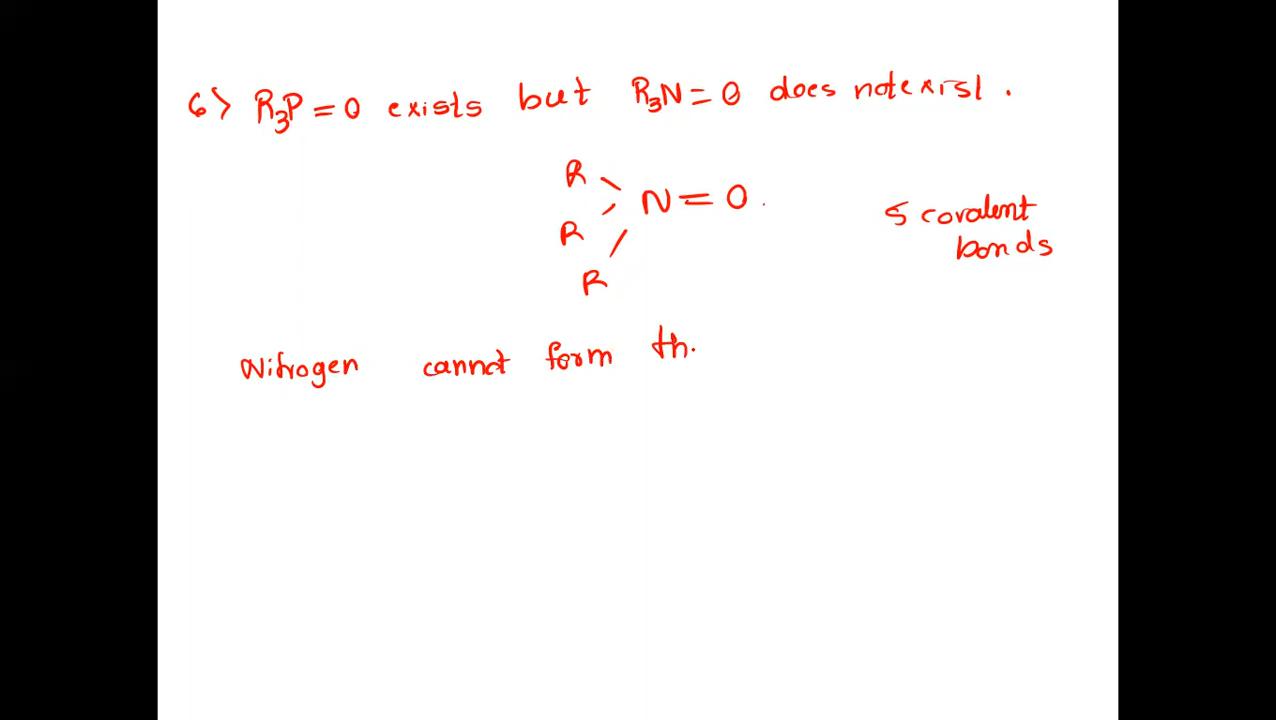 6> R3P = O exists but R3N = O does not exist .
R
R N = O .
R
5 covalent
bonds
Nitrogen cannot form th.